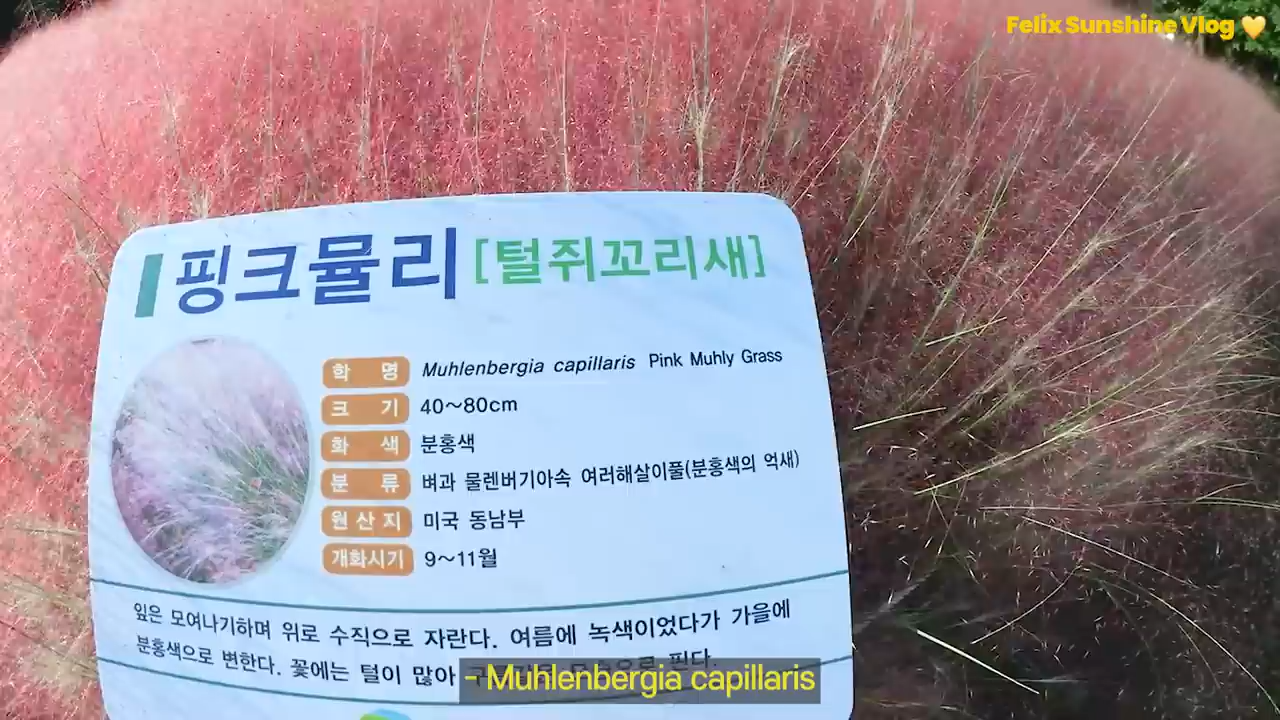 Felix Sunshine Vlog 💛
핑크뮬리 [털쥐꼬리새]
학 명 Muhlenbergia capillaris Pink Muhly Grass
크 기 40~80cm
화 색 분홍색
분 류 벼과 물렌버기아속 여러해살이풀(분홍색의 억새)
원산지 미국 동남부
개화시기 9~11월
잎은 모여나기하며 위로 수직으로 자란다. 여름에 녹색이었다가 가을에
분홍색으로 변한다. 꽃에는 털이 많아 핀다.
- Muhlenbergia capillaris